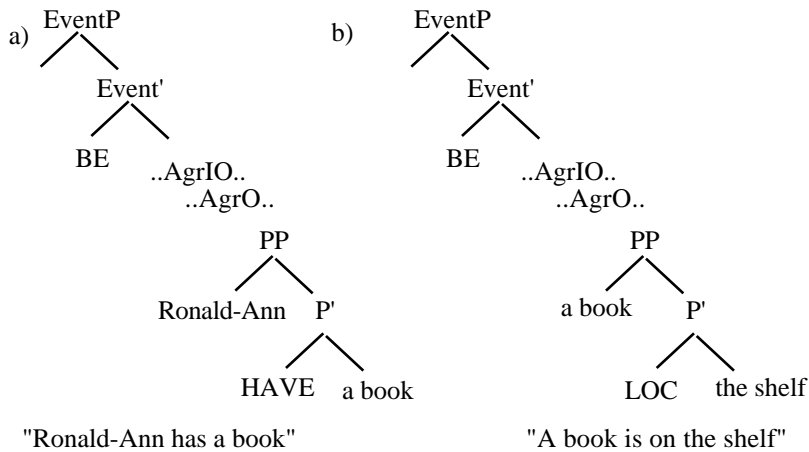 a) EventP b) EventP
Event' Event'
BE BE
..AgrIO.. ..AgrIO..
..AgrO.. ..AgrO..
PP PP
Ronald-Ann P' a book P'
HAVE a book LOC the shelf
"Ronald-Ann has a book" "A book is on the shelf"